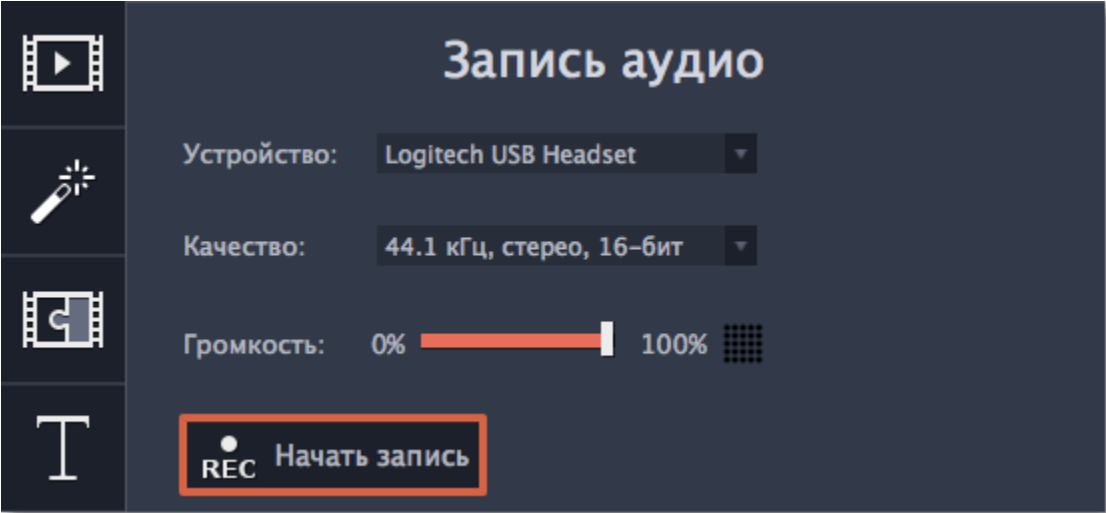 Запись аудио
Устройство: Logitech USB Headset
Качество: 44.1 кГц, стерео, 16-бит
Громкость: 0% 100%
REC Начать запись
T